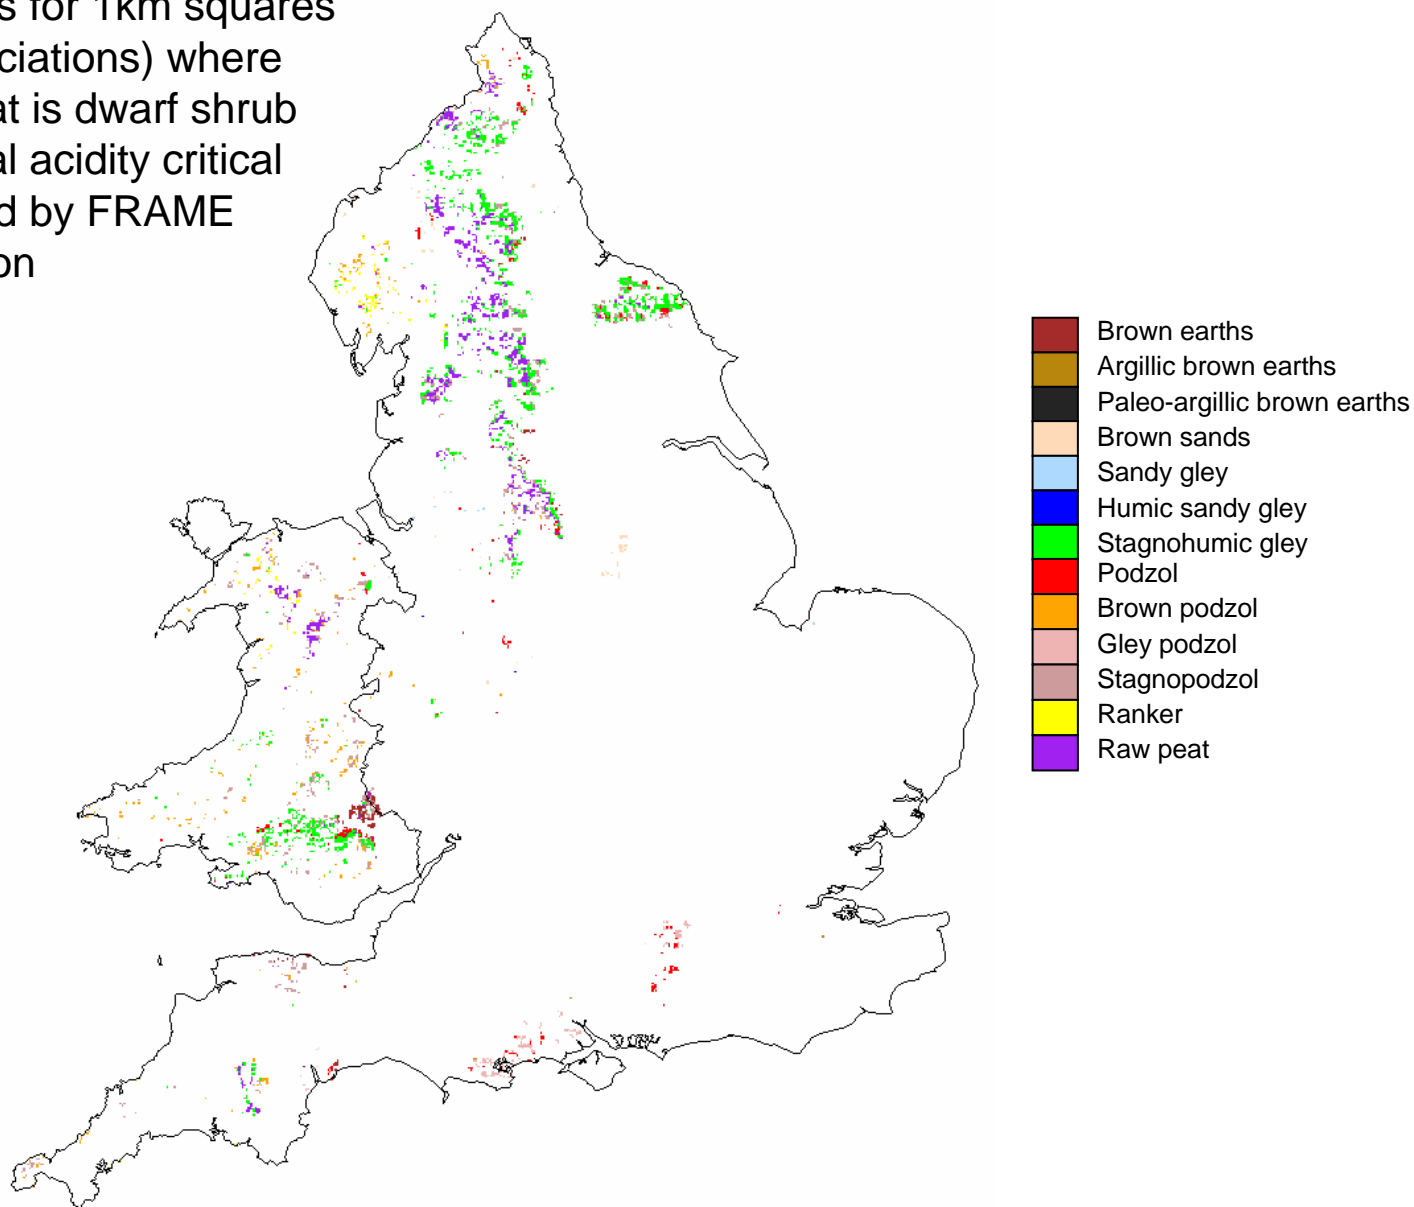 s for 1km squares
ciations) where
at is dwarf shrub
al acidity critical
d by FRAME
on
Brown earths
Argillic brown earths
Paleo-argillic brown earths
Brown sands
Sandy gley
Humic sandy gley
Stagnohumic gley
Podzol
Brown podzol
Gley podzol
Stagnopodzol
Ranker
Raw peat